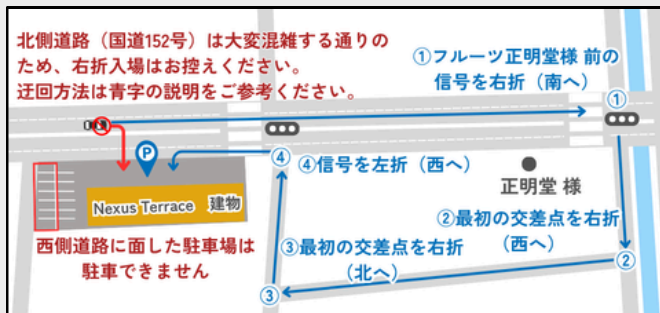 北側道路（国道152号）は大変混雑する通りの
ため、右折入場はお控えください。
迂回方法は青字の説明をご参考ください。
①フルーツ正明堂様 前の
信号を右折（南へ）
①
P
④
④信号を左折（西へ）
正明堂 様
Nexus Terrace 建物
②最初の交差点を右折
（西へ）
②
西側道路に面した駐車場は
駐車できません
③最初の交差点を右折
（北へ）
③